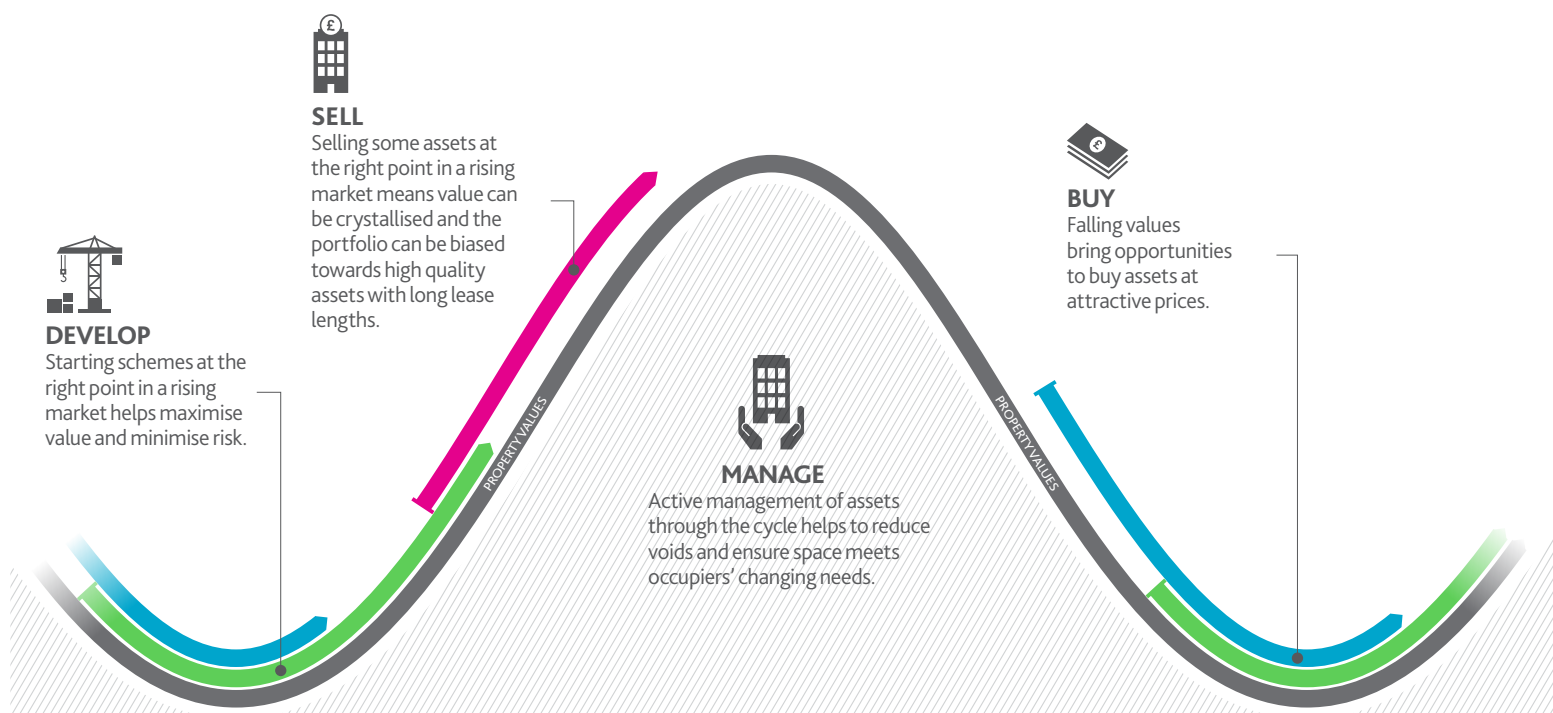 £
SELL
Selling some assets at
the right point in a rising
market means value can
be crystallised and the
portfolio can be biased
towards high quality
assets with long lease
lengths.
£
BUY
Falling values
bring opportunities
to buy assets at
attractive prices.
DEVELOP
Starting schemes at the
right point in a rising
market helps maximise
value and minimise risk.
PROPERTY VALUES
PROPERTY VALUES
MANAGE
Active management of assets
through the cycle helps to reduce
voids and ensure space meets
occupiers’ changing needs.